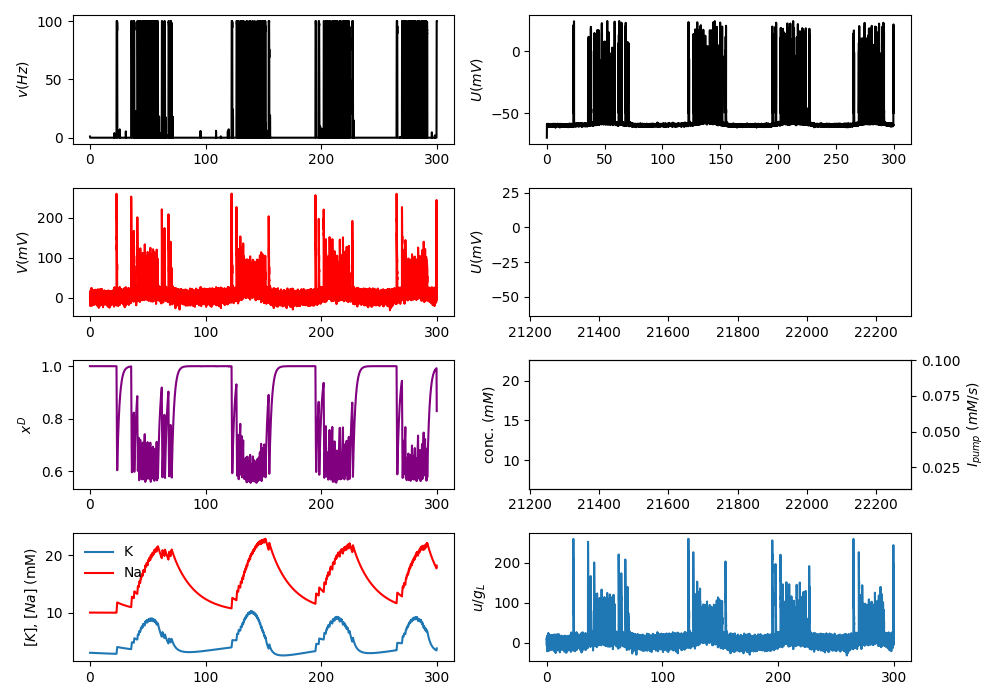 v(Hz)
100
50
0
0 100 200 300
U(mV)
0
−50
0 50 100 150 200 250 300
V(mV)
200
100
0
0 100 200 300
U(mV)
25
0
−25
−50
21200 21400 21600 21800 22000 22200
x^D
1.0
0.8
0.6
0 100 200 300
conc. (mM)
20
15
10
21200 21400 21600 21800 22000 22200
0.100
0.075
0.050
0.025
I_pump (mM/s)
[K], [Na] (mM)
20
10
K
Na
0 100 200 300
u/g_L
200
100
0
0 100 200 300